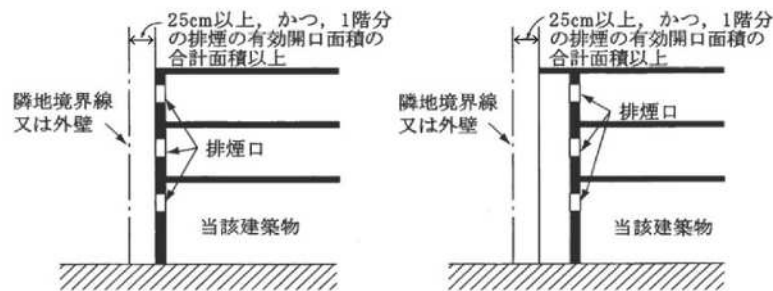 25cm以上，かつ，1階分
の排煙の有効開口面積の
合計面積以上
隣地境界線
又は外壁
排煙口
当該建築物
25cm以上，かつ，1階分
の排煙の有効開口面積の
合計面積以上
隣地境界線
又は外壁
排煙口
当該建築物